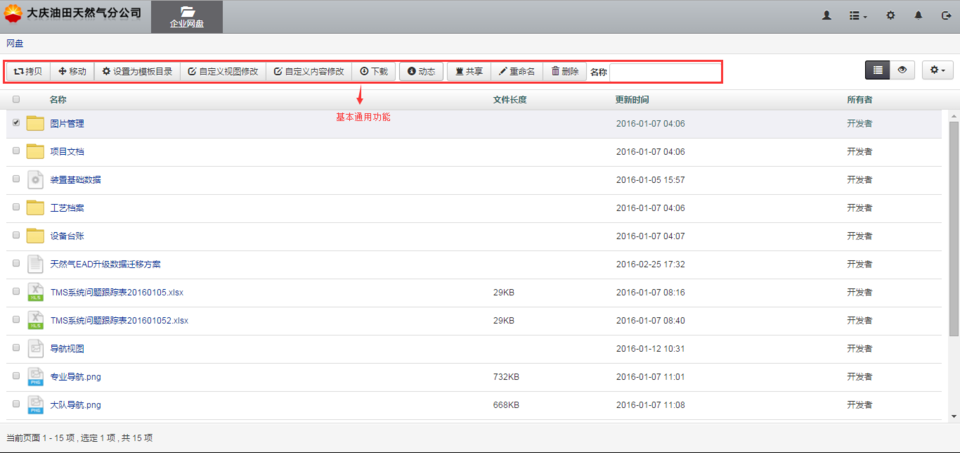 大庆油田天然气分公司
企业网盘
网盘
拷贝 移动 设置为模板目录 自定义视图修改 自定义内容修改 下载 动态 共享 重命名 删除 名称
基本通用功能
名称 文件长度 更新时间 所有者
图片管理 2016-01-07 04:06 开发者
项目文档 2016-01-07 04:06 开发者
装置基础数据 2016-01-05 15:57 开发者
工艺档案 2016-01-07 04:06 开发者
设备台账 2016-01-07 04:07 开发者
天然气EAD升级数据迁移方案 2016-02-25 17:32 开发者
TMS系统问题跟踪表20160105.xlsx 29KB 2016-01-07 08:16 开发者
TMS系统问题跟踪表201601052.xlsx 29KB 2016-01-07 08:40 开发者
导航视图 2016-01-12 10:31 开发者
专业导航.png 732KB 2016-01-07 11:01 开发者
大队导航.png 668KB 2016-01-07 11:08 开发者
当前页面 1 - 15 项 , 选定 1 项 , 共 15 项